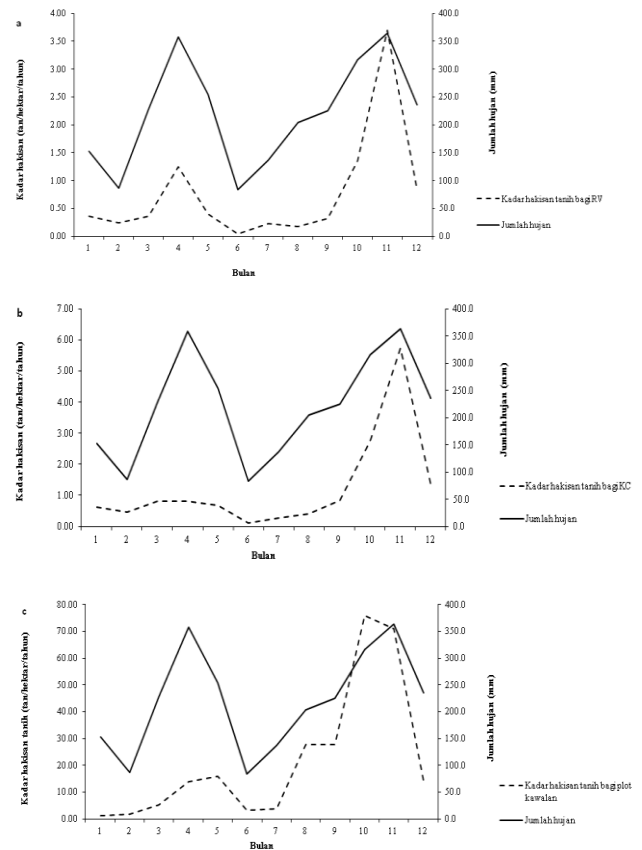 a
Kadar hakisan (tan/hektar/tahun)
4.00
3.50
3.00
2.50
2.00
1.50
1.00
0.50
0.00
400.0
350.0
300.0
250.0
200.0
150.0
100.0
50.0
0.0
Jumlah hujan (mm)
1 2 3 4 5 6 7 8 9 10 11 12
Bulan
Kadar hakisan tanih bagi RV
Jumlah hujan
b
Kadar hakisan tanih (tan/hektar/tahun)
7.00
6.00
5.00
4.00
3.00
2.00
1.00
0.00
400.0
350.0
300.0
250.0
200.0
150.0
100.0
50.0
0.0
Jumlah hujan (mm)
1 2 3 4 5 6 7 8 9 10 11 12
Bulan
Kadar hakisan tanih bagi KC
Jumlah hujan
c
Kadar hakisan tanih (tan/hektar/tahun)
80.00
70.00
60.00
50.00
40.00
30.00
20.00
10.00
0.00
400.0
350.0
300.0
250.0
200.0
150.0
100.0
50.0
0.0
Jumlah hujan (mm)
1 2 3 4 5 6 7 8 9 10 11 12
Bulan
Kadar hakisan tanih bagi plot
kawalan
Jumlah hujan